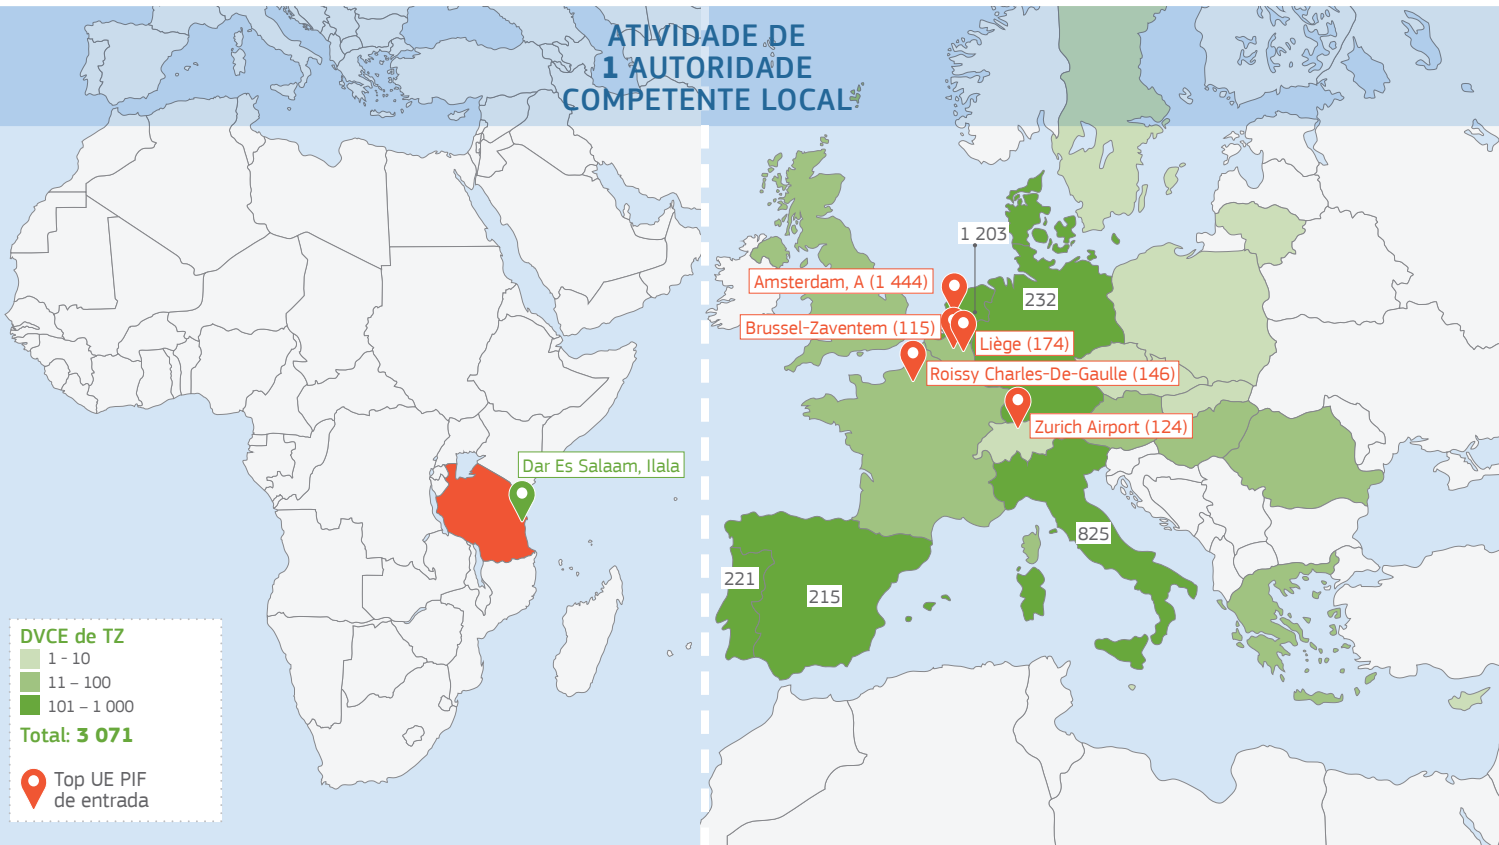 ATIVIDADE DE
1 AUTORIDADE
COMPETENTE LOCAL
1 203
Amsterdam, A (1 444)
232
Brussel-Zaventem (115)
Liège (174)
Roissy Charles-De-Gaulle (146)
Zurich Airport (124)
Dar Es Salaam, Ilala
825
221
215
DVCE de TZ
1 - 10
11 – 100
101 – 1 000
Total: 3 071
Top UE PIF
de entrada